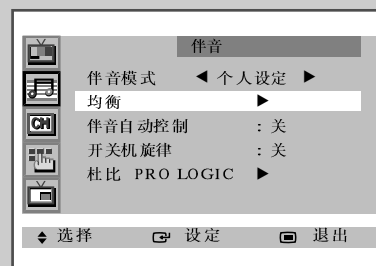 伴音
伴音模式 ◀ 个人设定 ▶
均衡 ▶
伴音自动控制 : 关
开关机旋律 : 关
杜比 PRO LOGIC ▶
CH
选择 设定 退出